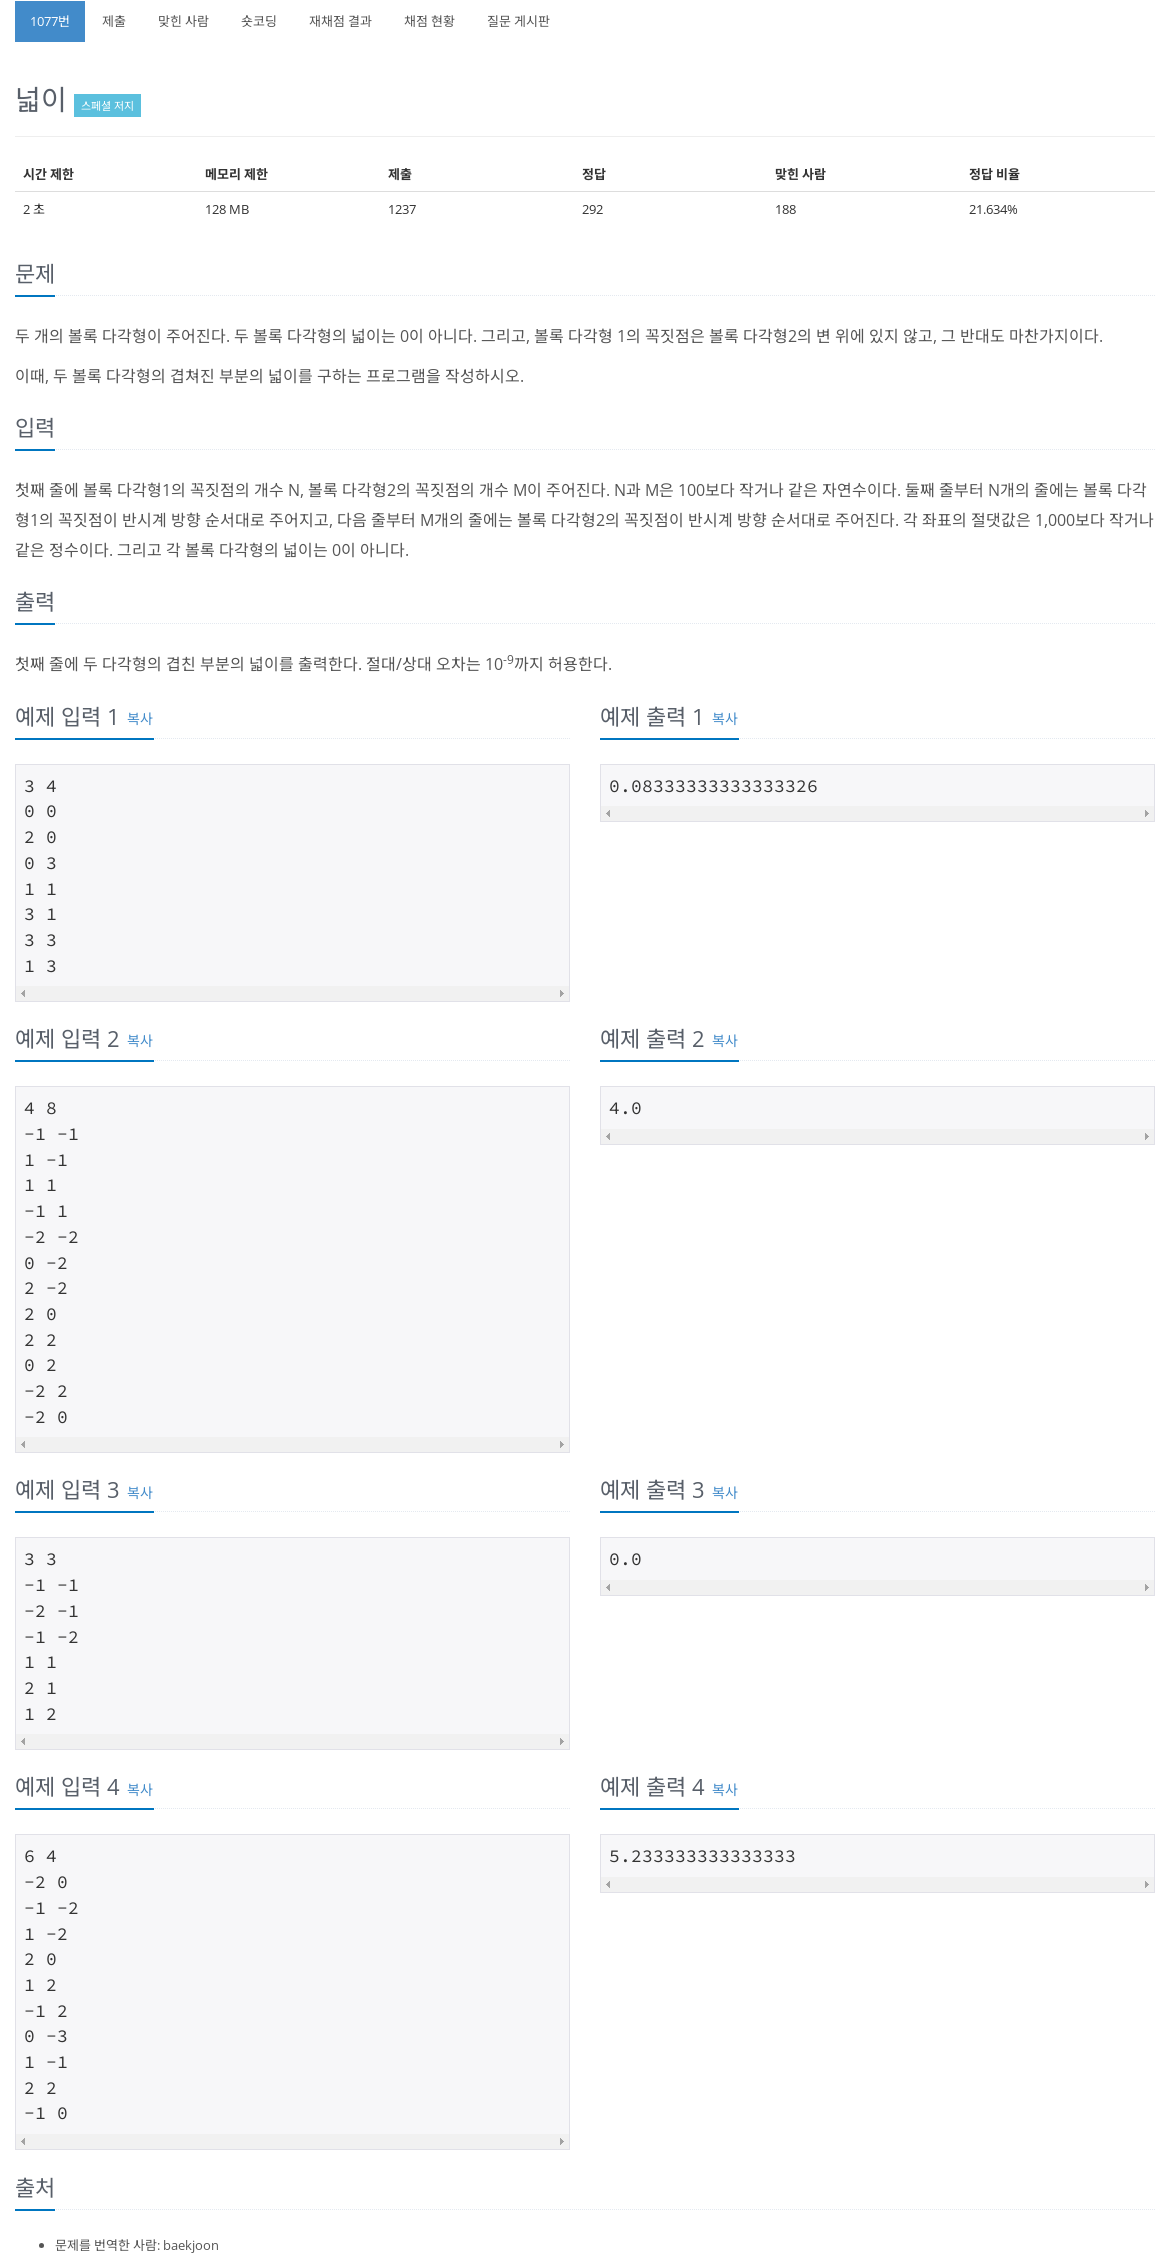 1077번 제출 맞힌 사람 숏코딩 재채점 결과 채점 현황 질문 게시판
넓이 스페셜 저지
시간 제한 메모리 제한 제출 정답 맞힌 사람 정답 비율
2 초 128 MB 1237 292 188 21.634%
문제
두 개의 볼록 다각형이 주어진다. 두 볼록 다각형의 넓이는 0이 아니다. 그리고, 볼록 다각형 1의 꼭짓점은 볼록 다각형2의 변 위에 있지 않고, 그 반대도 마찬가지이다.
이때, 두 볼록 다각형의 겹쳐진 부분의 넓이를 구하는 프로그램을 작성하시오.
입력
첫째 줄에 볼록 다각형1의 꼭짓점의 개수 N, 볼록 다각형2의 꼭짓점의 개수 M이 주어진다. N과 M은 100보다 작거나 같은 자연수이다. 둘째 줄부터 N개의 줄에는 볼록 다각
형1의 꼭짓점이 반시계 방향 순서대로 주어지고, 다음 줄부터 M개의 줄에는 볼록 다각형2의 꼭짓점이 반시계 방향 순서대로 주어진다. 각 좌표의 절댓값은 1,000보다 작거나
같은 정수이다. 그리고 각 볼록 다각형의 넓이는 0이 아니다.
출력
첫째 줄에 두 다각형의 겹친 부분의 넓이를 출력한다. 절대/상대 오차는 10-9까지 허용한다.
예제 입력 1 복사
3 4
0 0
2 0
0 3
1 1
3 1
3 3
1 3
예제 출력 1 복사
0.08333333333333326
예제 입력 2 복사
4 8
-1 -1
1 -1
1 1
-1 1
-2 -2
0 -2
2 -2
2 0
2 2
0 2
-2 2
-2 0
예제 출력 2 복사
4.0
예제 입력 3 복사
3 3
-1 -1
-2 -1
-1 -2
1 1
2 1
1 2
예제 출력 3 복사
0.0
예제 입력 4 복사
6 4
-2 0
-1 -2
1 -2
2 0
1 2
-1 2
0 -3
1 -1
2 2
-1 0
예제 출력 4 복사
5.233333333333333
출처
문제를 번역한 사람: baekjoon